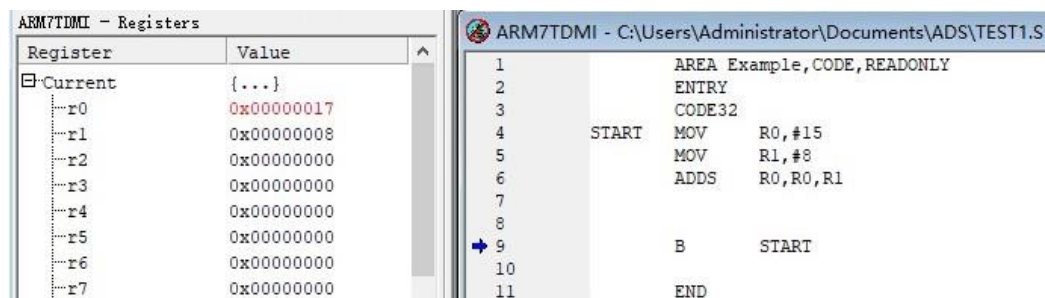 ARM7TDMI - Registers
Register Value
Current {...}
r0 0x00000017
r1 0x00000008
r2 0x00000000
r3 0x00000000
r4 0x00000000
r5 0x00000000
r6 0x00000000
r7 0x00000000
ARM7TDMI - C:\Users\Administrator\Documents\ADS\TEST1.S
1 AREA Example,CODE,READONLY
2 ENTRY
3 CODE32
4 START MOV R0,#15
5 MOV R1,#8
6 ADDS R0,R0,R1
7
8
9 B START
10
11 END